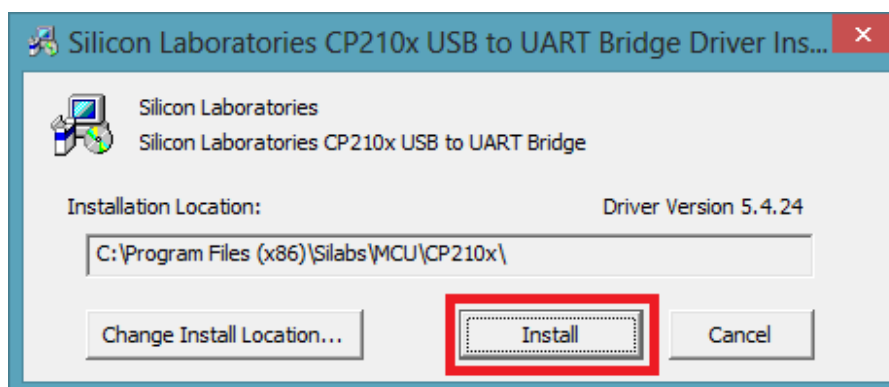 Silicon Laboratories CP210x USB to UART Bridge Driver Ins...
Silicon Laboratories
Silicon Laboratories CP210x USB to UART Bridge
Installation Location:
Driver Version 5.4.24
C:\Program Files (x86)\Silabs\MCU\CP210x\
Change Install Location...
Install
Cancel